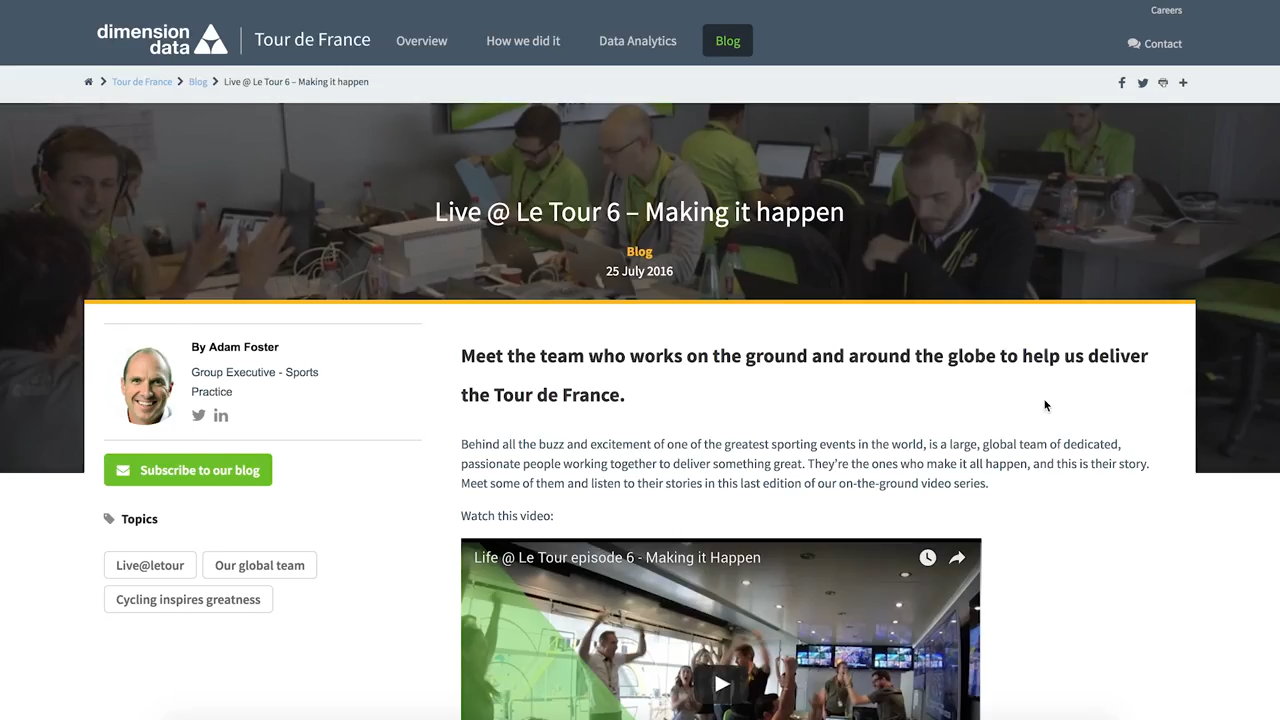 Careers
dimension
data
Tour de France
Overview
How we did it
Data Analytics
Blog
Contact
Tour de France
Blog
Live @ Le Tour 6 – Making it happen
Live @ Le Tour 6 – Making it happen
Blog
25 July 2016
By Adam Foster
Group Executive - Sports
Practice
Subscribe to our blog
Topics
Live@letour
Our global team
Cycling inspires greatness
Meet the team who works on the ground and around the globe to help us deliver
the Tour de France.
Behind all the buzz and excitement of one of the greatest sporting events in the world, is a large, global team of dedicated,
passionate people working together to deliver something great. They're the ones who make it all happen, and this is their story.
Meet some of them and listen to their stories in this last edition of our on-the-ground video series.
Watch this video:
Life @ Le Tour episode 6 - Making it Happen